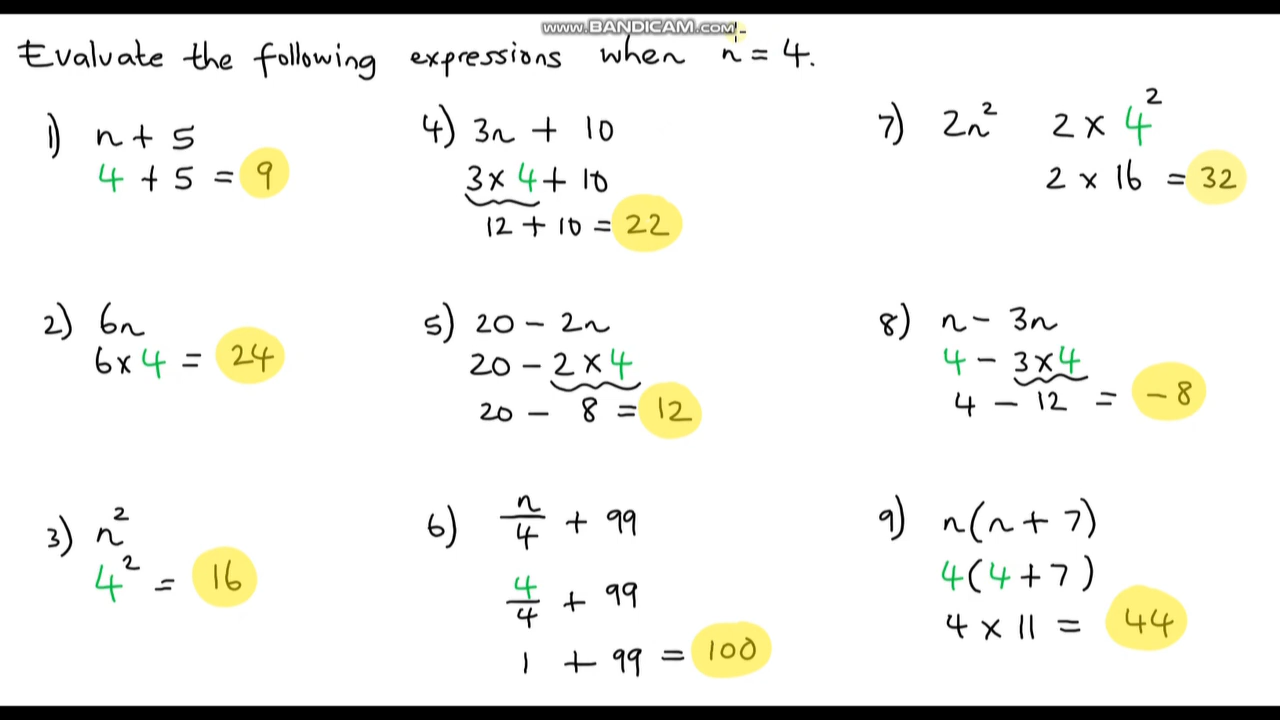 www.BANDICAM.com
Evaluate the following expressions when n = 4.
1) n + 5
4 + 5 = 9
2) 6n
6 × 4 = 24
3) n²
4² = 16
4) 3n + 10
3 × 4 + 10
12 + 10 = 22
5) 20 - 2n
20 - 2 × 4
20 - 8 = 12
6) n/4 + 99
4/4 + 99
1 + 99 = 100
7) 2n² 2 × 4²
2 × 16 = 32
8) n - 3n
4 - 3 × 4
4 - 12 = -8
9) n(n + 7)
4(4 + 7)
4 × 11 = 44